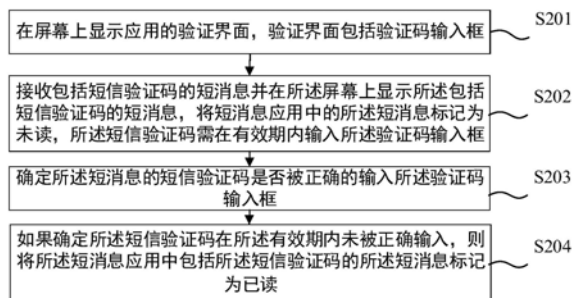 在屏幕上显示应用的验证界面，验证界面包括验证码输入框
S201
接收包括短信验证码的短消息并在所述屏幕上显示所述包括
短信验证码的短消息，将短消息应用中的所述短消息标记为
未读，所述短信验证码需在有效期内输入所述验证码输入框
S202
确定所述短消息的短信验证码是否被正确的输入所述验证码
输入框
S203
如果确定所述短信验证码在所述有效期内未被正确输入，则
将所述短消息应用中包括所述短信验证码的所述短消息标记
为已读
S204